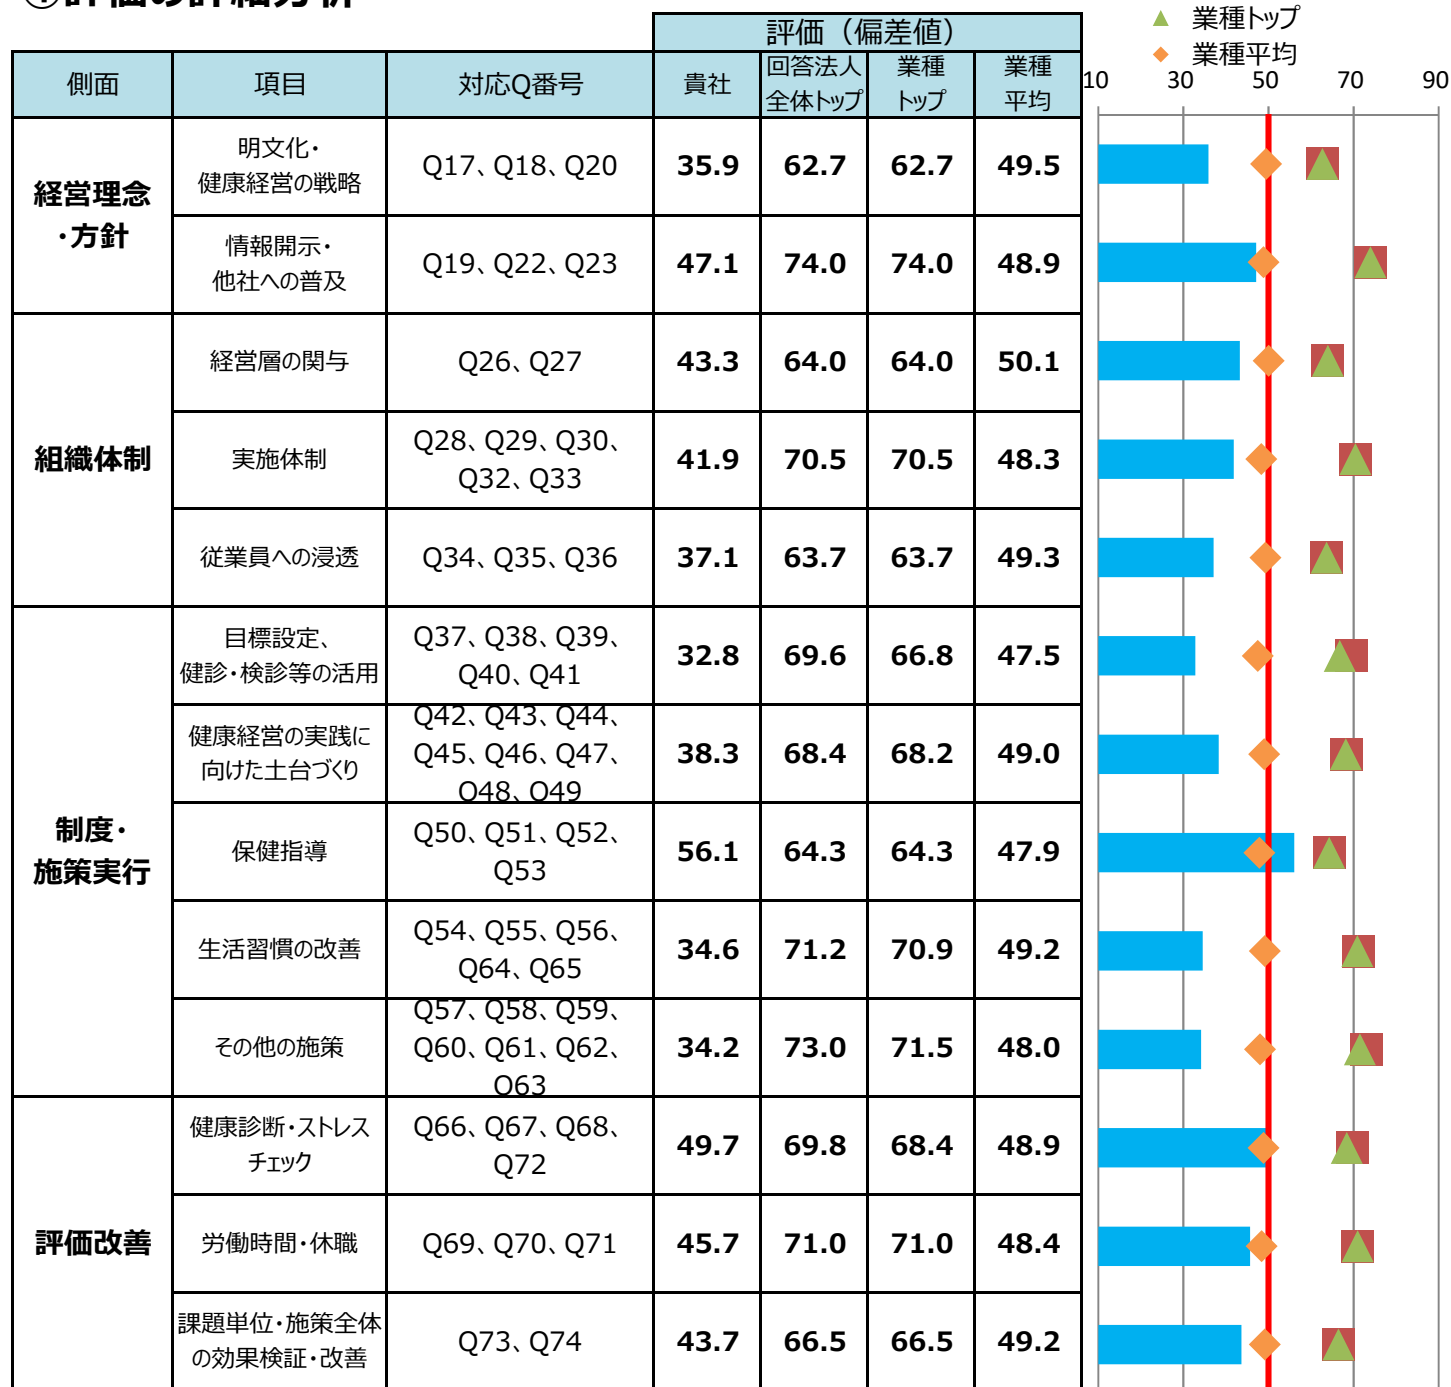 ①評価の詳細分析
▲ 業種トップ
◆ 業種平均
評価（偏差値）
側面 項目 対応Q番号 貴社 回答法人全体トップ 業種トップ 業種平均
10 30 50 70 90
経営理念
・方針
明文化・
健康経営の戦略
Q17、Q18、Q20
35.9 62.7 62.7 49.5
情報開示・
他社への普及
Q19、Q22、Q23
47.1 74.0 74.0 48.9
組織体制
経営層の関与
Q26、Q27
43.3 64.0 64.0 50.1
実施体制
Q28、Q29、Q30、
Q32、Q33
41.9 70.5 70.5 48.3
従業員への浸透
Q34、Q35、Q36
37.1 63.7 63.7 49.3
制度・
施策実行
目標設定、
健診・検診等の活用
Q37、Q38、Q39、
Q40、Q41
32.8 69.6 66.8 47.5
健康経営の実践に
向けた土台づくり
Q42、Q43、Q44、
Q45、Q46、Q47、
Q48、Q49
38.3 68.4 68.2 49.0
保健指導
Q50、Q51、Q52、
Q53
56.1 64.3 64.3 47.9
生活習慣の改善
Q54、Q55、Q56、
Q64、Q65
34.6 71.2 70.9 49.2
その他の施策
Q57、Q58、Q59、
Q60、Q61、Q62、
Q63
34.2 73.0 71.5 48.0
評価改善
健康診断・ストレス
チェック
Q66、Q67、Q68、
Q72
49.7 69.8 68.4 48.9
労働時間・休職
Q69、Q70、Q71
45.7 71.0 71.0 48.4
課題単位・施策全体
の効果検証・改善
Q73、Q74
43.7 66.5 66.5 49.2